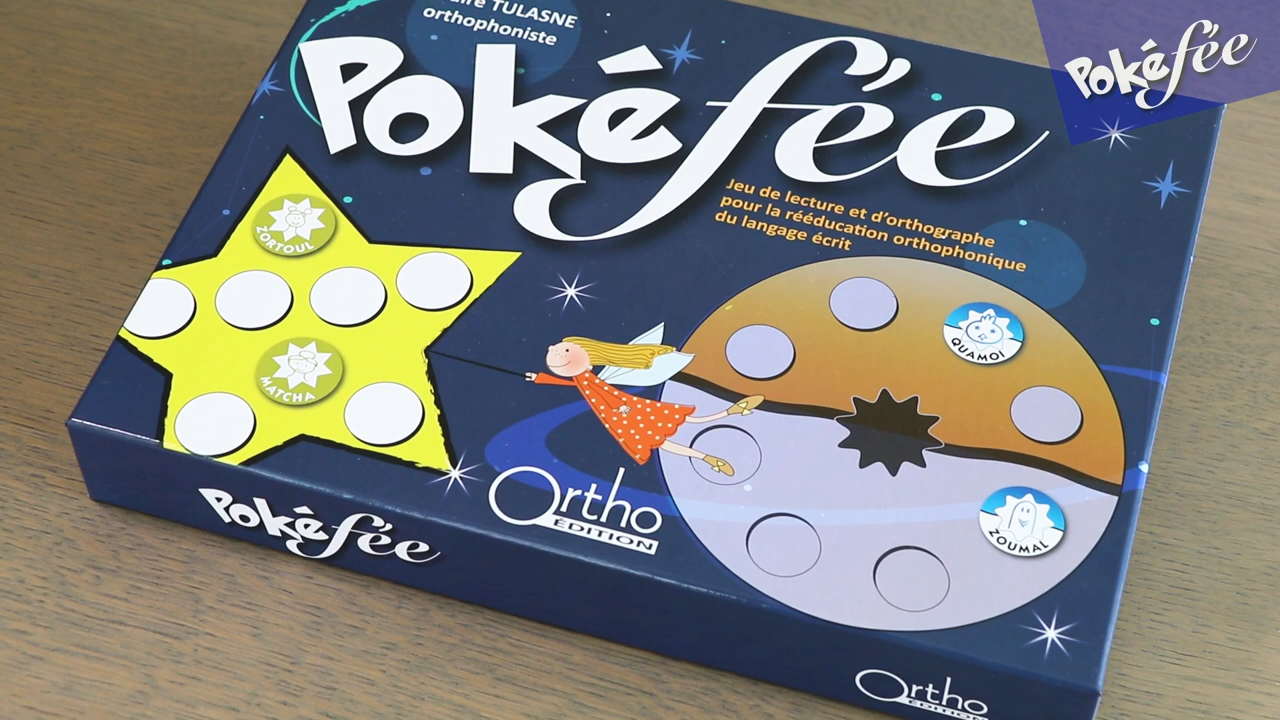 TULASNE
orthophoniste
Pokéfée
Pokéfée
Jeu de lecture et d'orthographe
pour la rééducation orthophonique
du langage écrit
ZORTOUL
MATCHA
QUAMOI
ZOUMAL
Ortho
ÉDITION
Pokéfée
Ortho
ÉDITION